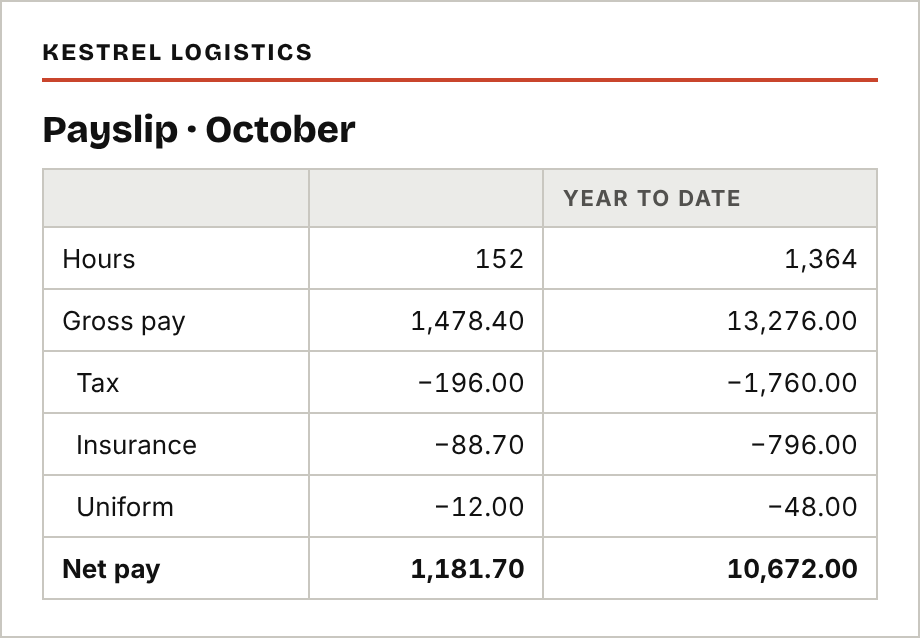 KESTREL LOGISTICS
Payslip · October
YEAR TO DATE
Hours 152 1,364
Gross pay 1,478.40 13,276.00
Tax −196.00 −1,760.00
Insurance −88.70 −796.00
Uniform −12.00 −48.00
Net pay 1,181.70 10,672.00